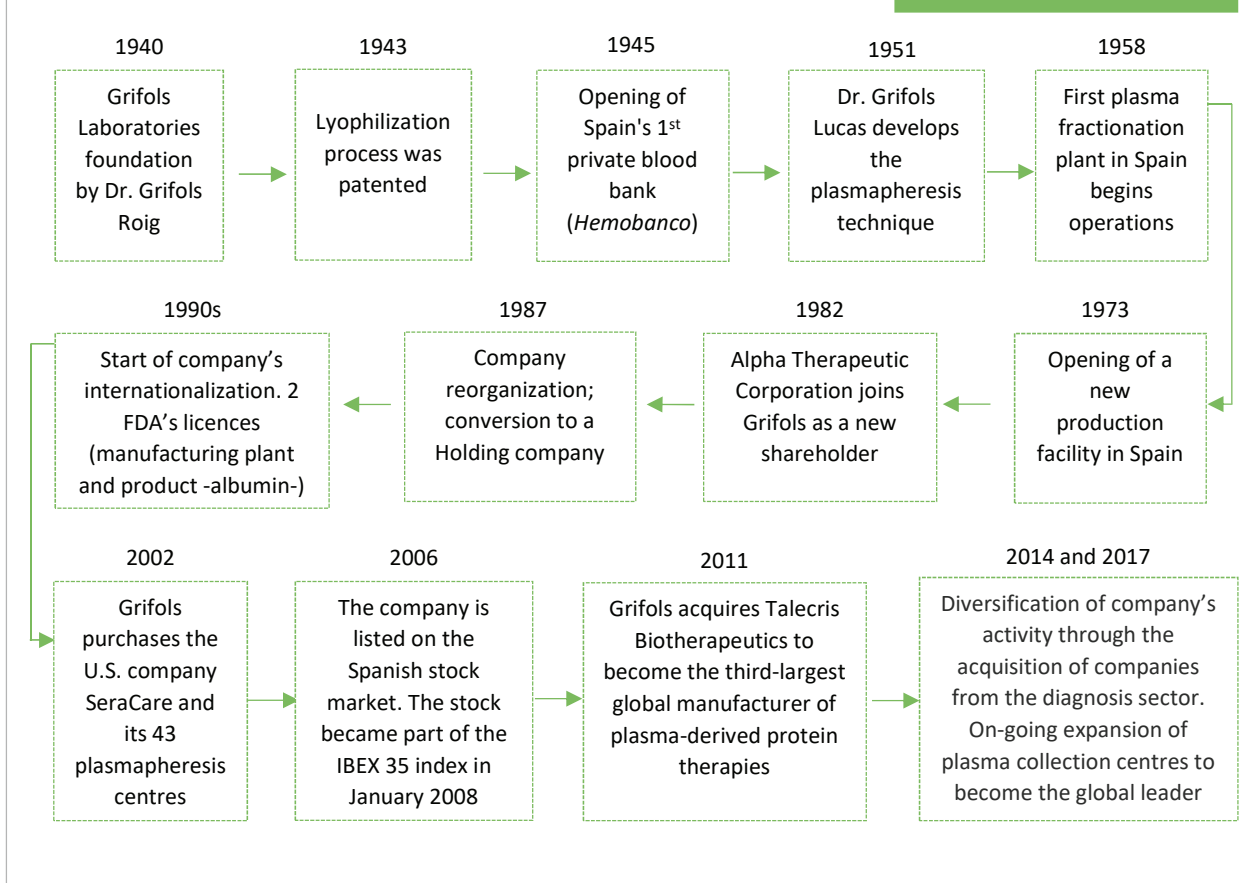 1940
Grifols
Laboratories
foundation
by Dr. Grifols
Roig
1943
Lyophilization
process was
patented
1945
Opening of
Spain's 1st
private blood
bank
(Hemobanco)
1951
Dr. Grifols
Lucas develops
the
plasmapheresis
technique
1958
First plasma
fractionation
plant in Spain
begins
operations
1973
Opening of a
new
production
facility in Spain
1982
Alpha Therapeutic
Corporation joins
Grifols as a new
shareholder
1987
Company
reorganization;
conversion to a
Holding company
1990s
Start of company’s
internationalization. 2
FDA’s licences
(manufacturing plant
and product -albumin-)
2002
Grifols
purchases the
U.S. company
SeraCare and
its 43
plasmapheresis
centres
2006
The company is
listed on the
Spanish stock
market. The stock
became part of the
IBEX 35 index in
January 2008
2011
Grifols acquires Talecris
Biotherapeutics to
become the third-largest
global manufacturer of
plasma-derived protein
therapies
2014 and 2017
Diversification of company’s
activity through the
acquisition of companies
from the diagnosis sector.
On-going expansion of
plasma collection centres to
become the global leader